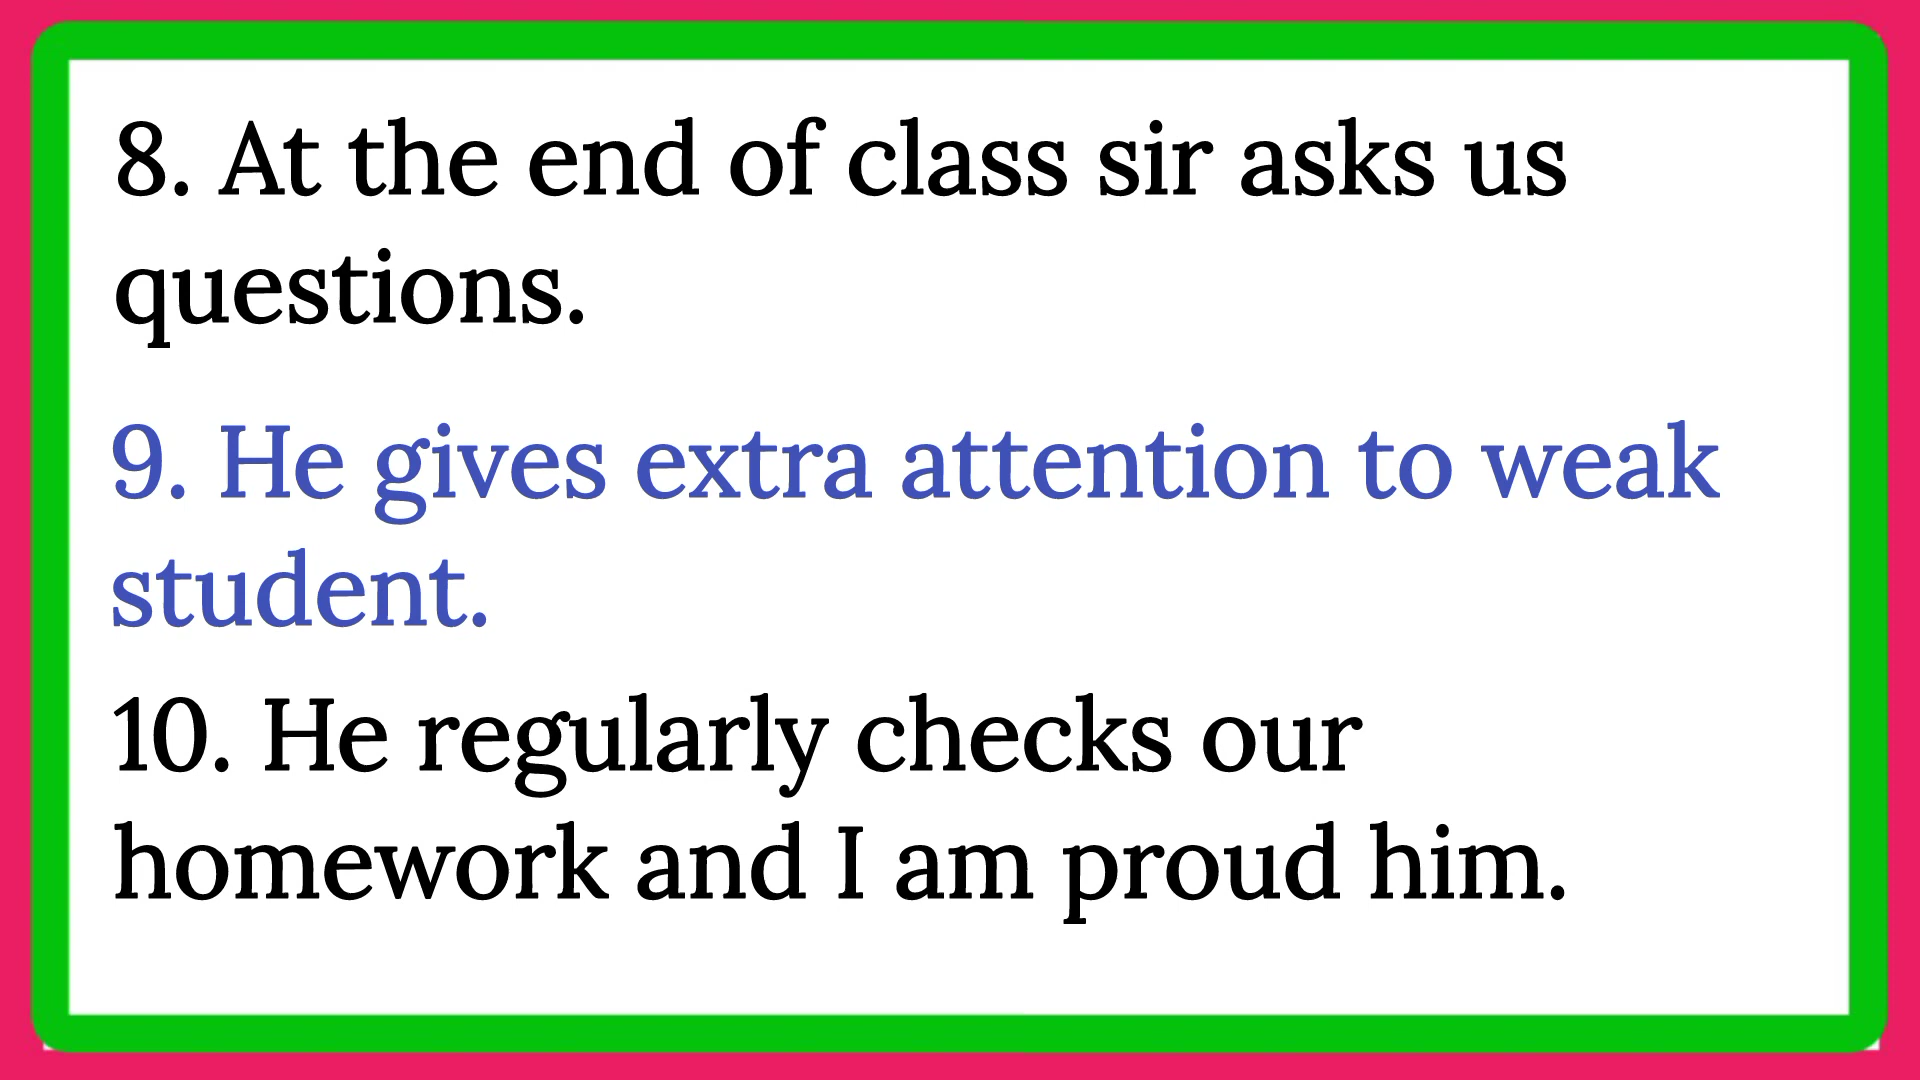 8. At the end of class sir asks us
questions.
9. He gives extra attention to weak
student.
10. He regularly checks our
homework and I am proud him.